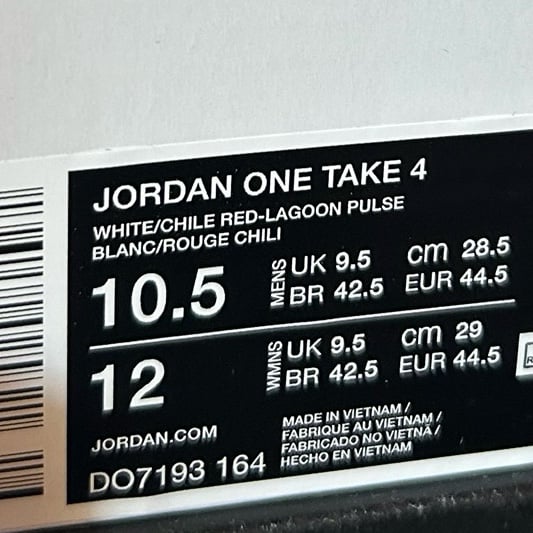 JORDAN ONE TAKE 4
WHITE/CHILE RED-LAGOON PULSE
BLANC/ROUGE CHILI
10.5 MENS UK 9.5 cm 28.5
BR 42.5 EUR 44.5
12 WMNS UK 9.5 cm 29
BR 42.5 EUR 44.5
JORDAN.COM
DO7193 164
MADE IN VIETNAM /
FABRIQUE AU VIETNAM /
FABRICADO NO VIETNÃ /
HECHO EN VIETNAM
R